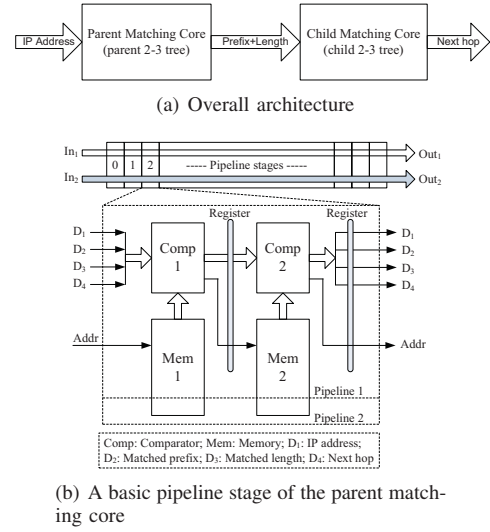 IP Address
Parent Matching Core
(parent 2-3 tree)
Prefix+Length
Child Matching Core
(child 2-3 tree)
Next hop
(a) Overall architecture
In1
0 1 2 ----- Pipeline stages -----
Out1
In2
Out2
Register
Register
D1
D2
D3
D4
Comp
1
Comp
2
D1
D2
D3
D4
Addr
Mem
1
Mem
2
Addr
Pipeline 1
Pipeline 2
Comp: Comparator; Mem: Memory; D1: IP address;
D2: Matched prefix; D3: Matched length; D4: Next hop
(b) A basic pipeline stage of the parent match-
ing core